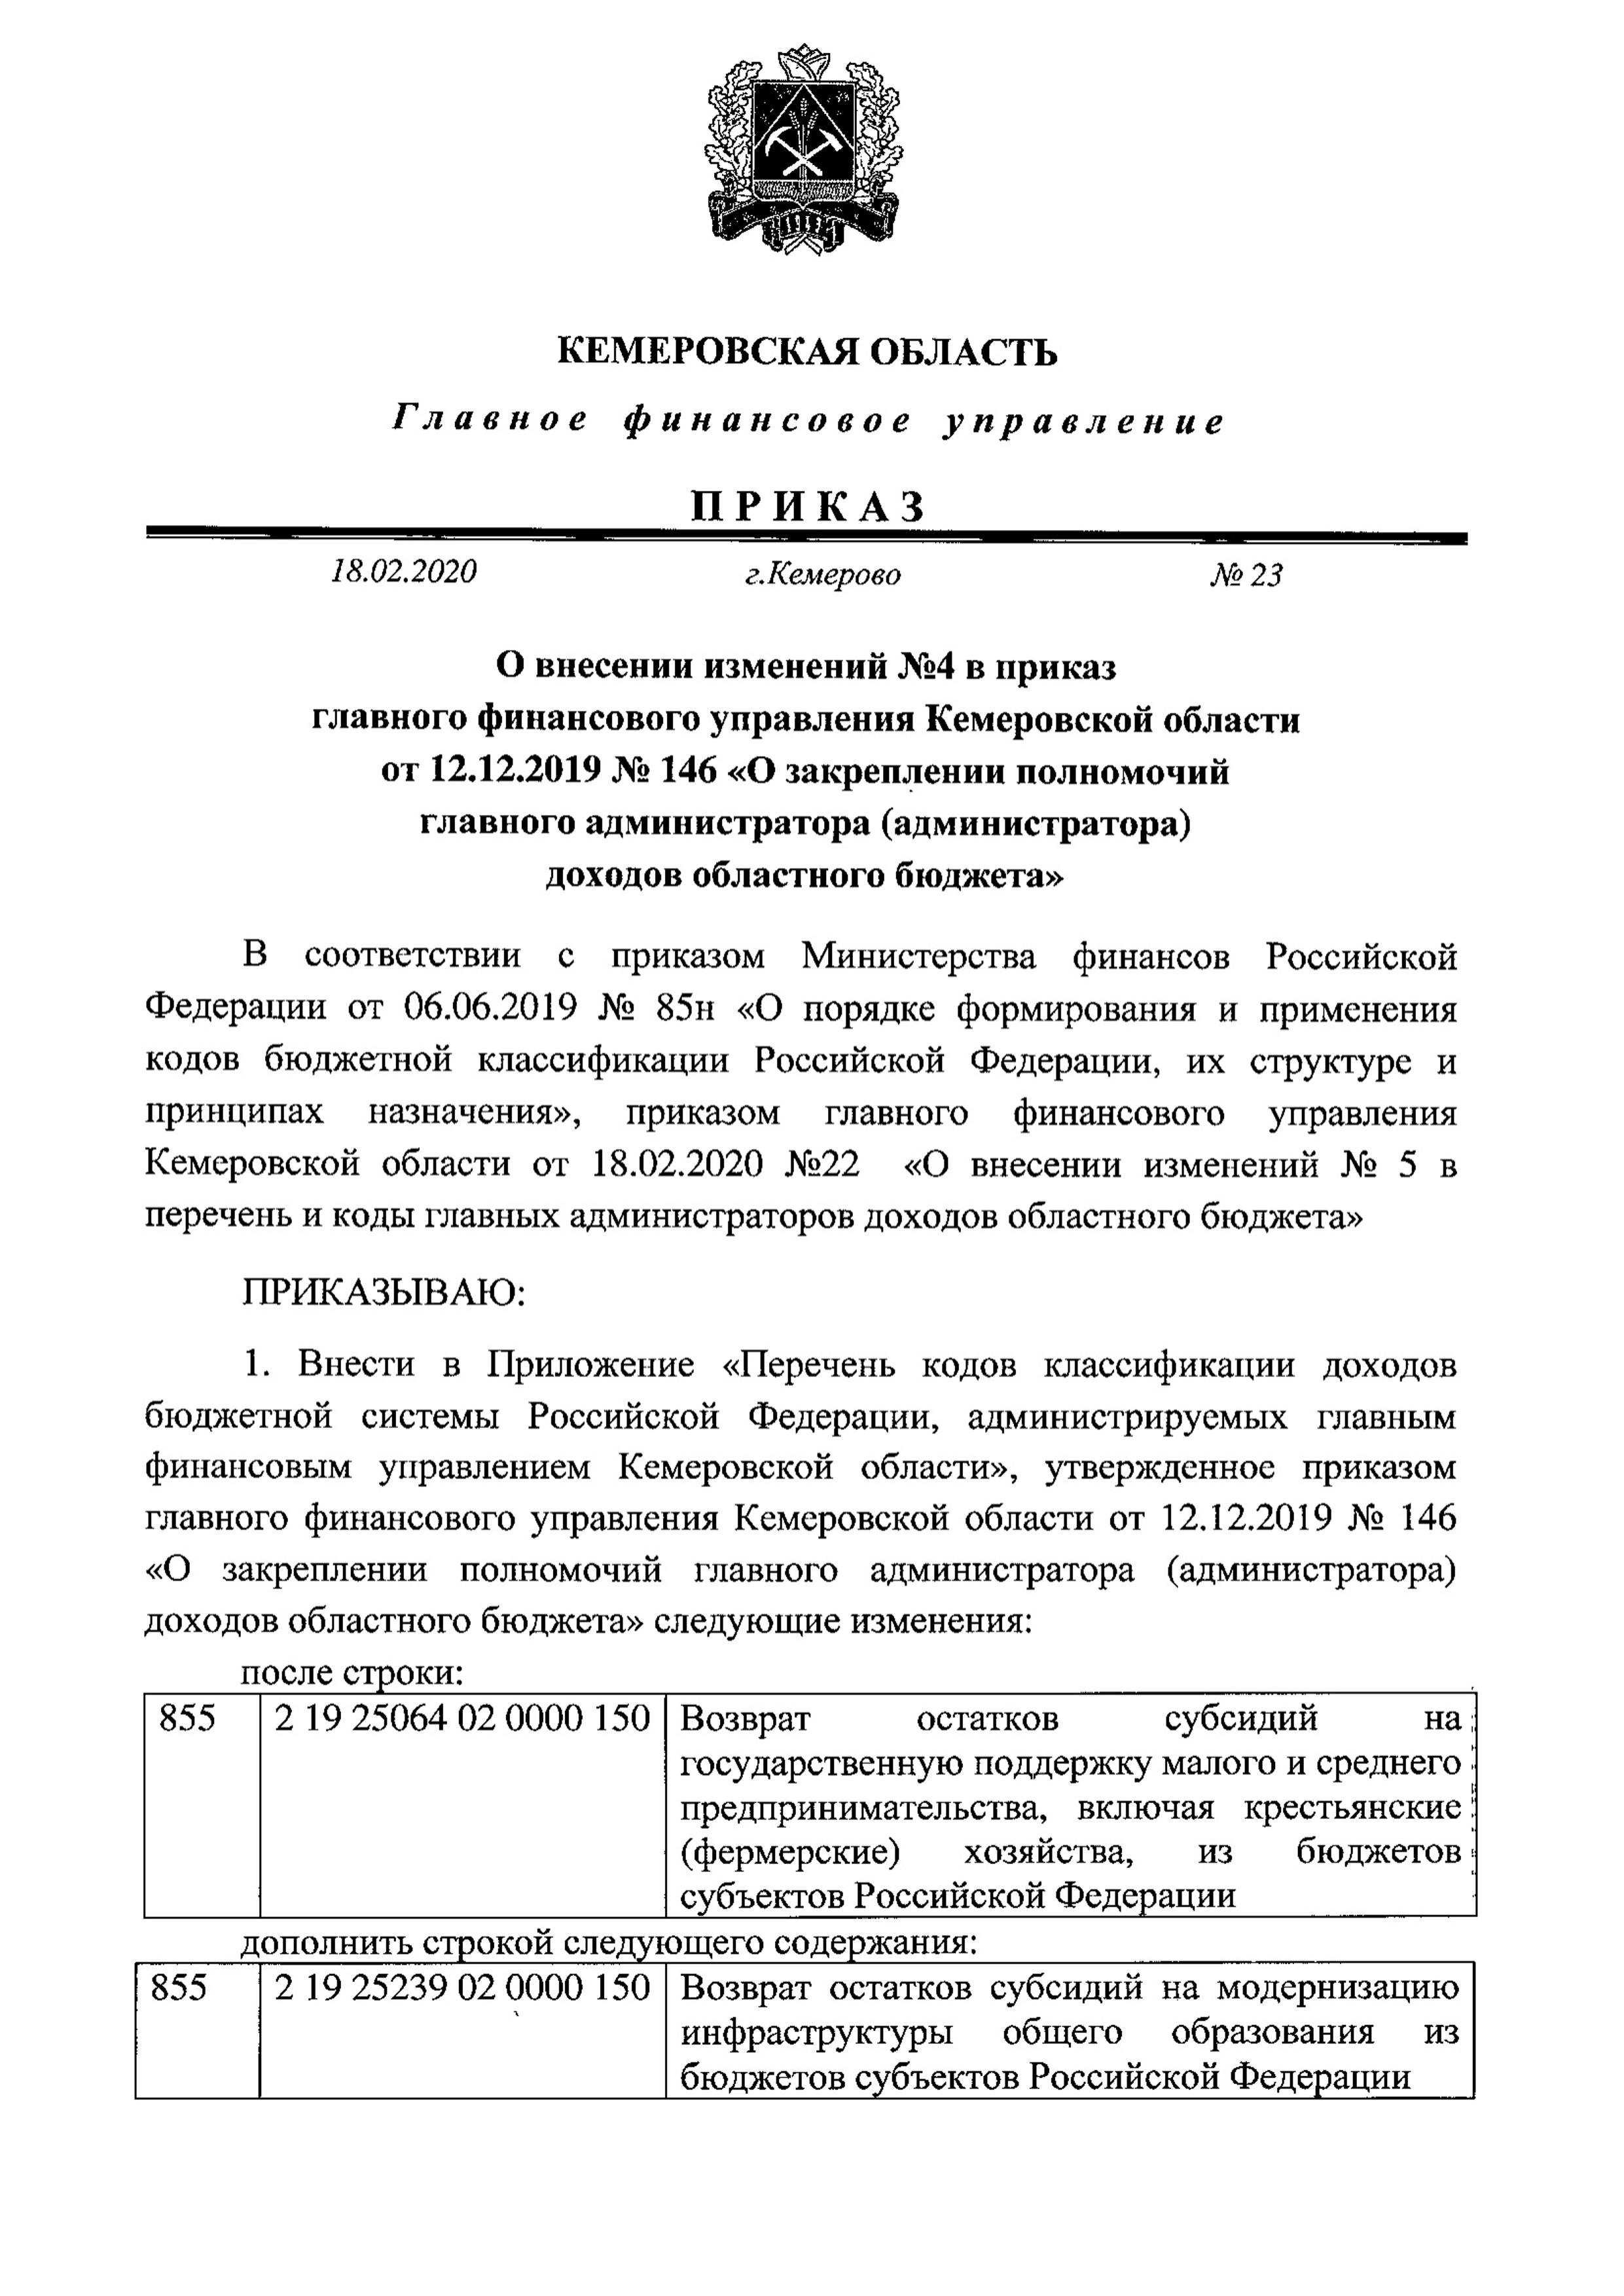 КЕМЕРОВСКАЯ ОБЛАСТЬ
Главное финансовое управление
ПРИКАЗ
18.02.2020 г.Кемерово № 23
О внесении изменений №4 в приказ
главного финансового управления Кемеровской области
от 12.12.2019 № 146 «О закреплении полномочий
главного администратора (администратора)
доходов областного бюджета»
В соответствии с приказом Министерства финансов Российской
Федерации от 06.06.2019 № 85н «О порядке формирования и применения
кодов бюджетной классификации Российской Федерации, их структуре и
принципах назначения», приказом главного финансового управления
Кемеровской области от 18.02.2020 №22 «О внесении изменений № 5 в
перечень и коды главных администраторов доходов областного бюджета»
ПРИКАЗЫВАЮ:
1. Внести в Приложение «Перечень кодов классификации доходов
бюджетной системы Российской Федерации, администрируемых главным
финансовым управлением Кемеровской области», утвержденное приказом
главного финансового управления Кемеровской области от 12.12.2019 № 146
«О закреплении полномочий главного администратора (администратора)
доходов областного бюджета» следующие изменения:
после строки:
855 2 19 25064 02 0000 150 Возврат остатков субсидий на
государственную поддержку малого и среднего
предпринимательства, включая крестьянские
(фермерские) хозяйства, из бюджетов
субъектов Российской Федерации
дополнить строкой следующего содержания:
855 2 19 25239 02 0000 150 Возврат остатков субсидий на модернизацию
инфраструктуры общего образования из
бюджетов субъектов Российской Федерации